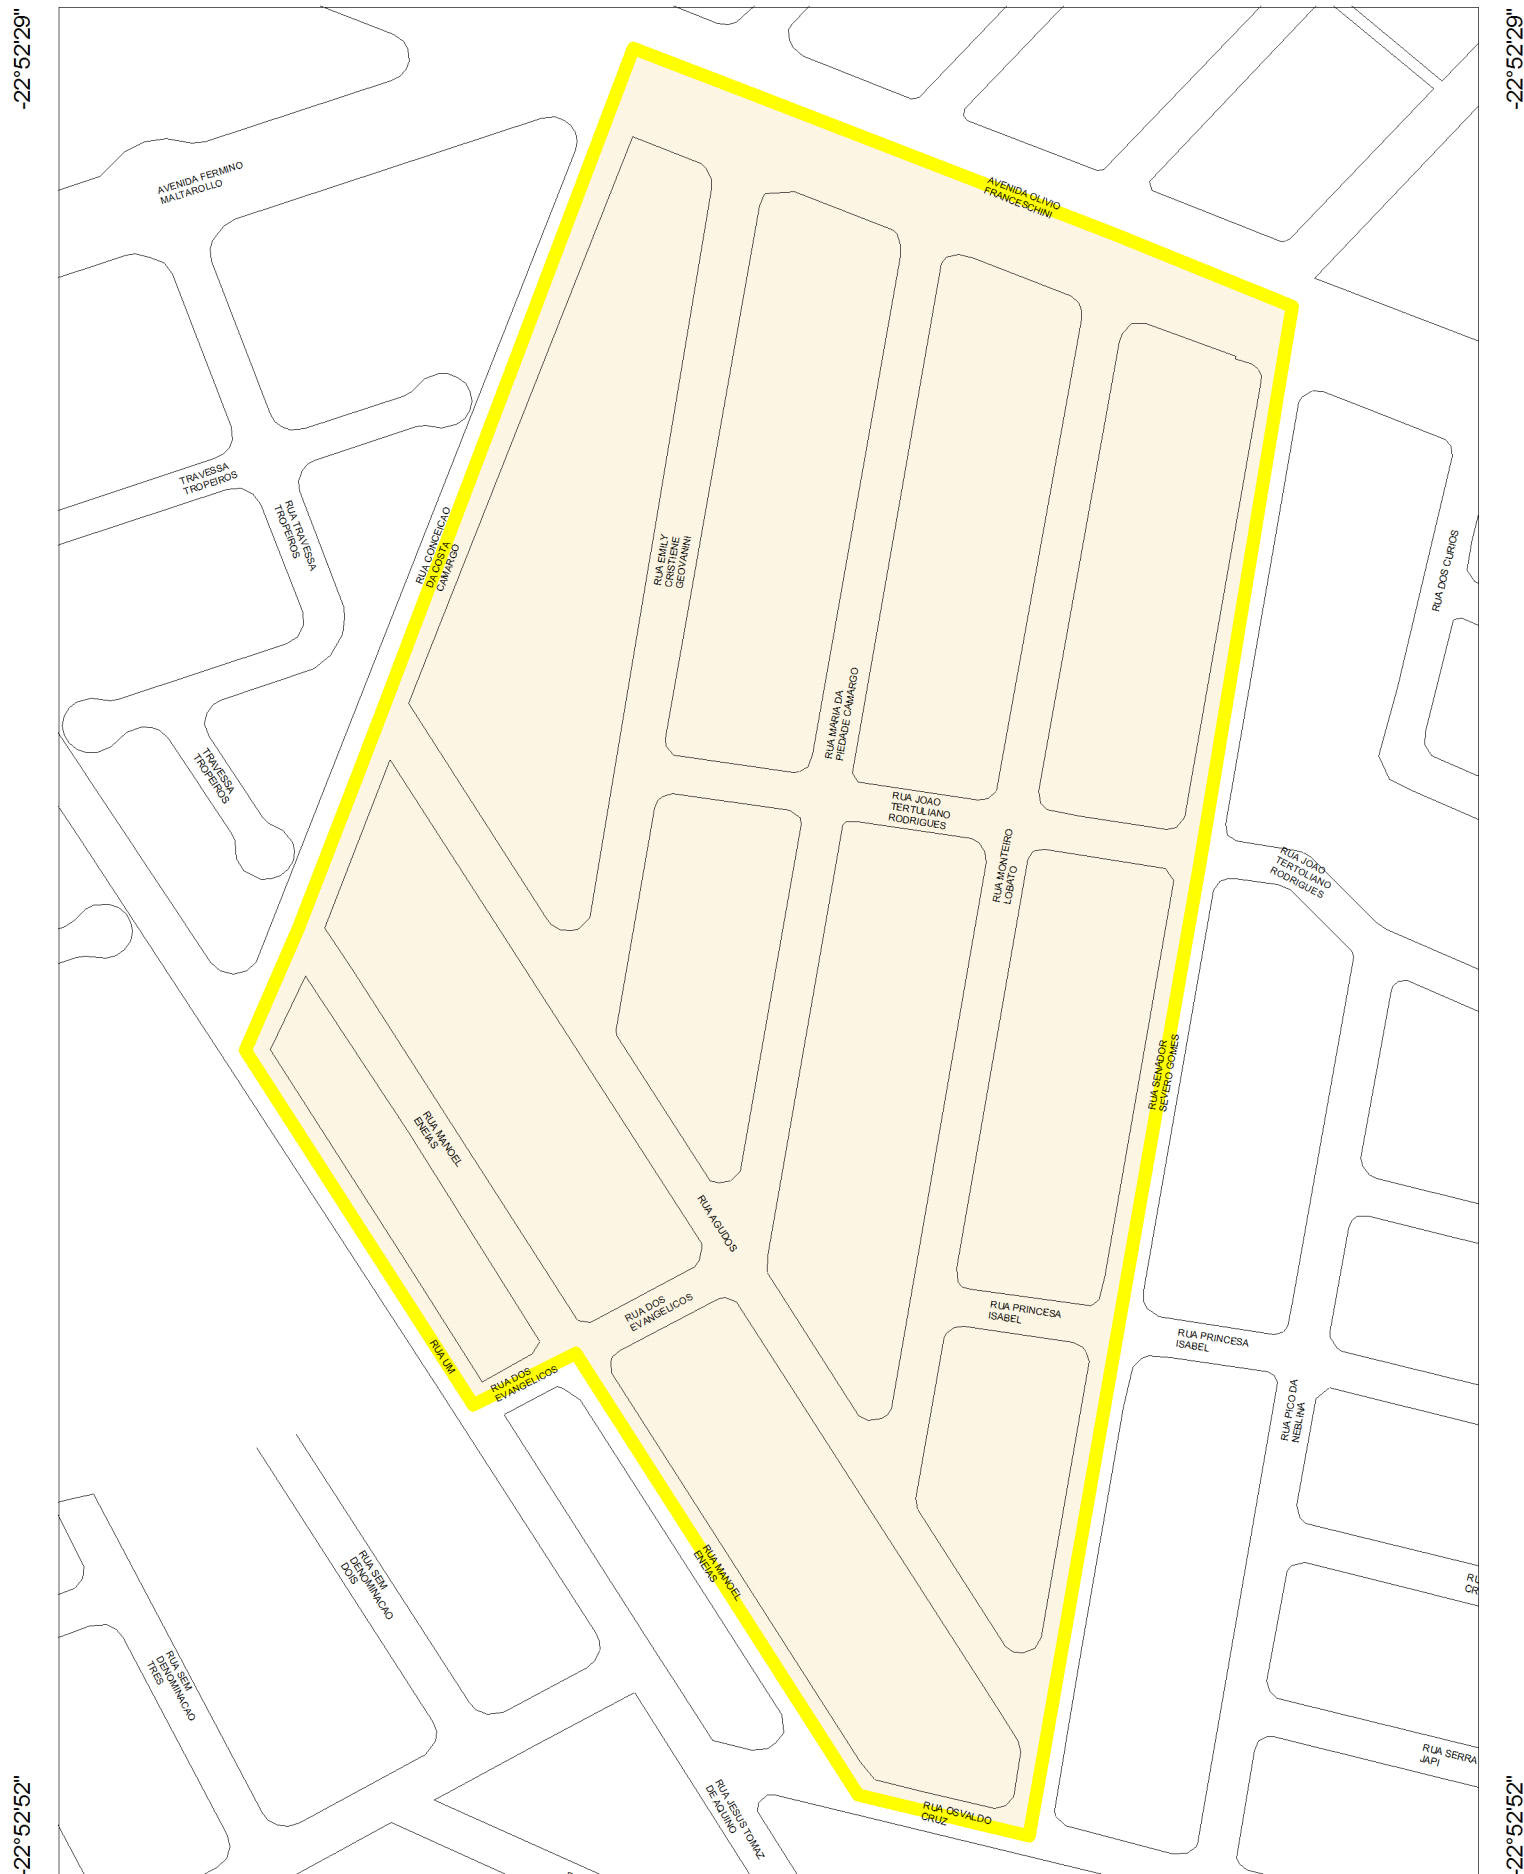 -22°52'29"
-22°52'29"
AVENIDA FERMINO
MALTAROLLO
AVENIDA OLIVIO
FRANCESCHINI
TRAVESSA
TROPEIROS
RUA TRAVESSA
TROPEIROS
RUA CONCEICAO
DA COSTA
CAMARGO
RUA EMILY
CRISTIENE
GEOVANINI
RUA DOS CURIOS
RUA MARIA DA
PIEDADE CAMARGO
TRAVESSA
TROPEIROS
RUA JOAO
TERTULIANO
RODRIGUES
RUA MONTEIRO
LOBATO
RUA JOAO
TERTOLIANO
RODRIGUES
RUA SENADOR
SEVERO GOMES
RUA MANOEL
ENEIAS
RUA AGUDOS
RUA DOS
EVANGELICOS
RUA PRINCESA
ISABEL
RUA PRINCESA
ISABEL
RUA UM
RUA DOS
EVANGELICOS
RUA PICO DA
NEBLINA
RUA SEM
DENOMINACAO
DOIS
RUA MANOEL
ENEIAS
RU
CR
RUA SEM
DENOMINACAO
TRES
RUA SERRA
JAPI
RUA JESUS TOMAZ
DE AQUINO
RUA OSVALDO
CRUZ
-22°52'52"
-22°52'52"